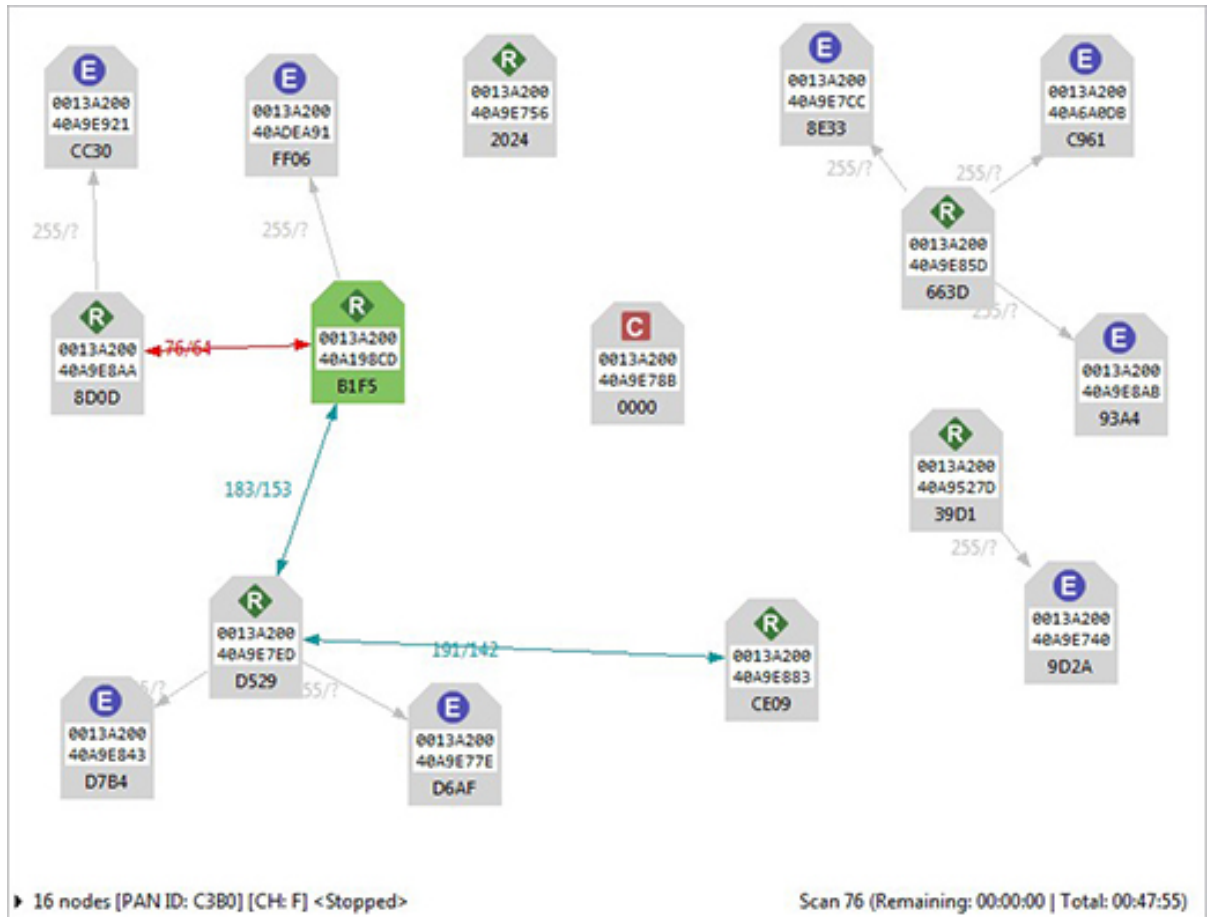 E
0013A200
40A9E921
CC30
E
0013A200
40ADEA91
FF06
R
0013A200
40A9E756
2024
E
0013A200
40A9E7CC
8E33
E
0013A200
40A6A0DB
C961
255/?
255/?
255/?
255/?
R
0013A200
40A9E85D
663D
255/?
R
0013A200
40A9E8AA
8D0D
76/64
R
0013A200
40A198CD
B1F5
C
0013A200
40A9E78B
0000
E
0013A200
40A9E8AB
93A4
R
0013A200
40A9527D
39D1
183/153
255/?
R
0013A200
40A9E7ED
D529
191/142
R
0013A200
40A9E883
CE09
E
0013A200
40A9E740
9D2A
5/?
55/?
E
0013A200
40A9E843
D7B4
E
0013A200
40A9E77E
D6AF
16 nodes [PAN ID: C3B0] [CH: F] <Stopped>
Scan 76 (Remaining: 00:00:00 | Total: 00:47:55)